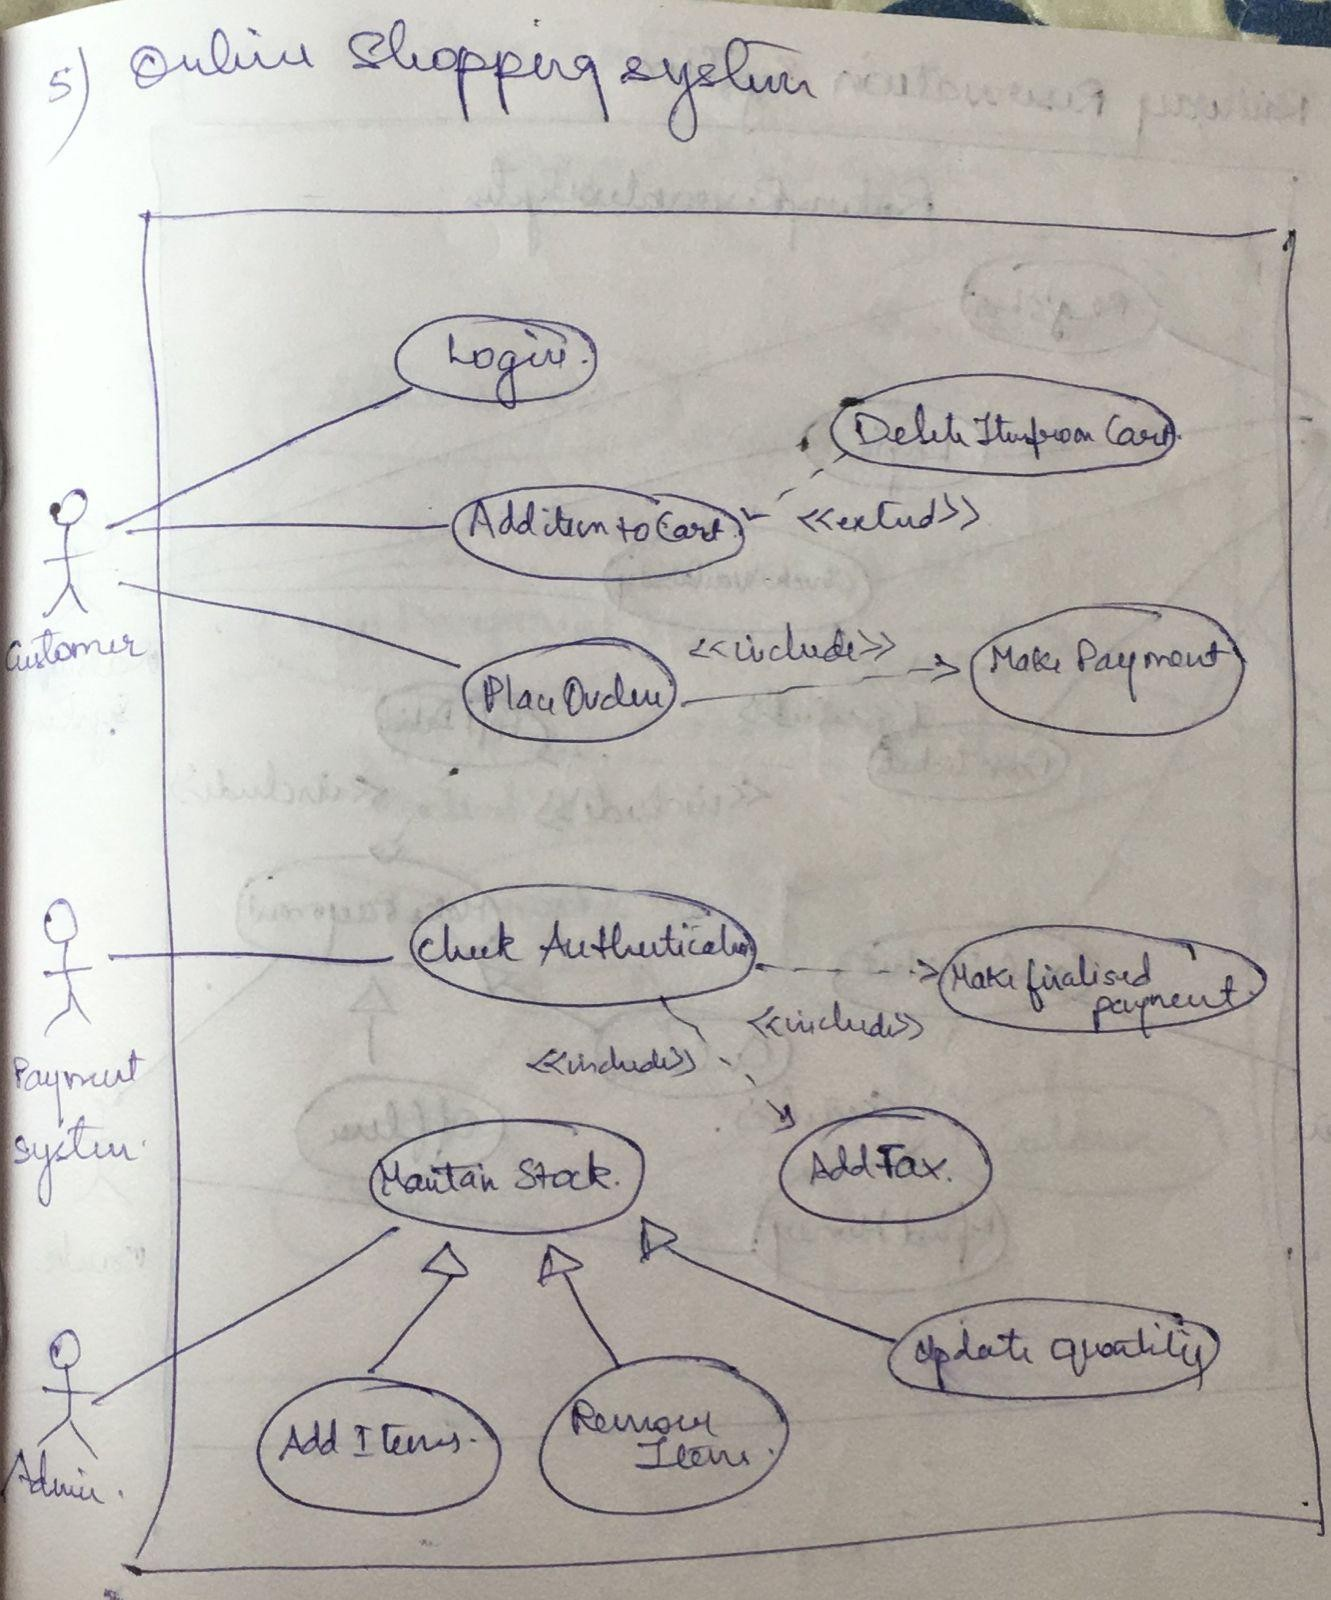 5) Online Shopping system
Login.
Delete Item from Cart.
Add item to Cart.
<<extend>>
Customer
<<include>>
Make Payment
Place Order
Check Authentication
Make finalised
payment.
<<include>>
<<include>>
Payment
system.
Maintain Stock.
Add Tax.
Update quantity
Add Items.
Remove
Item.
Admin.